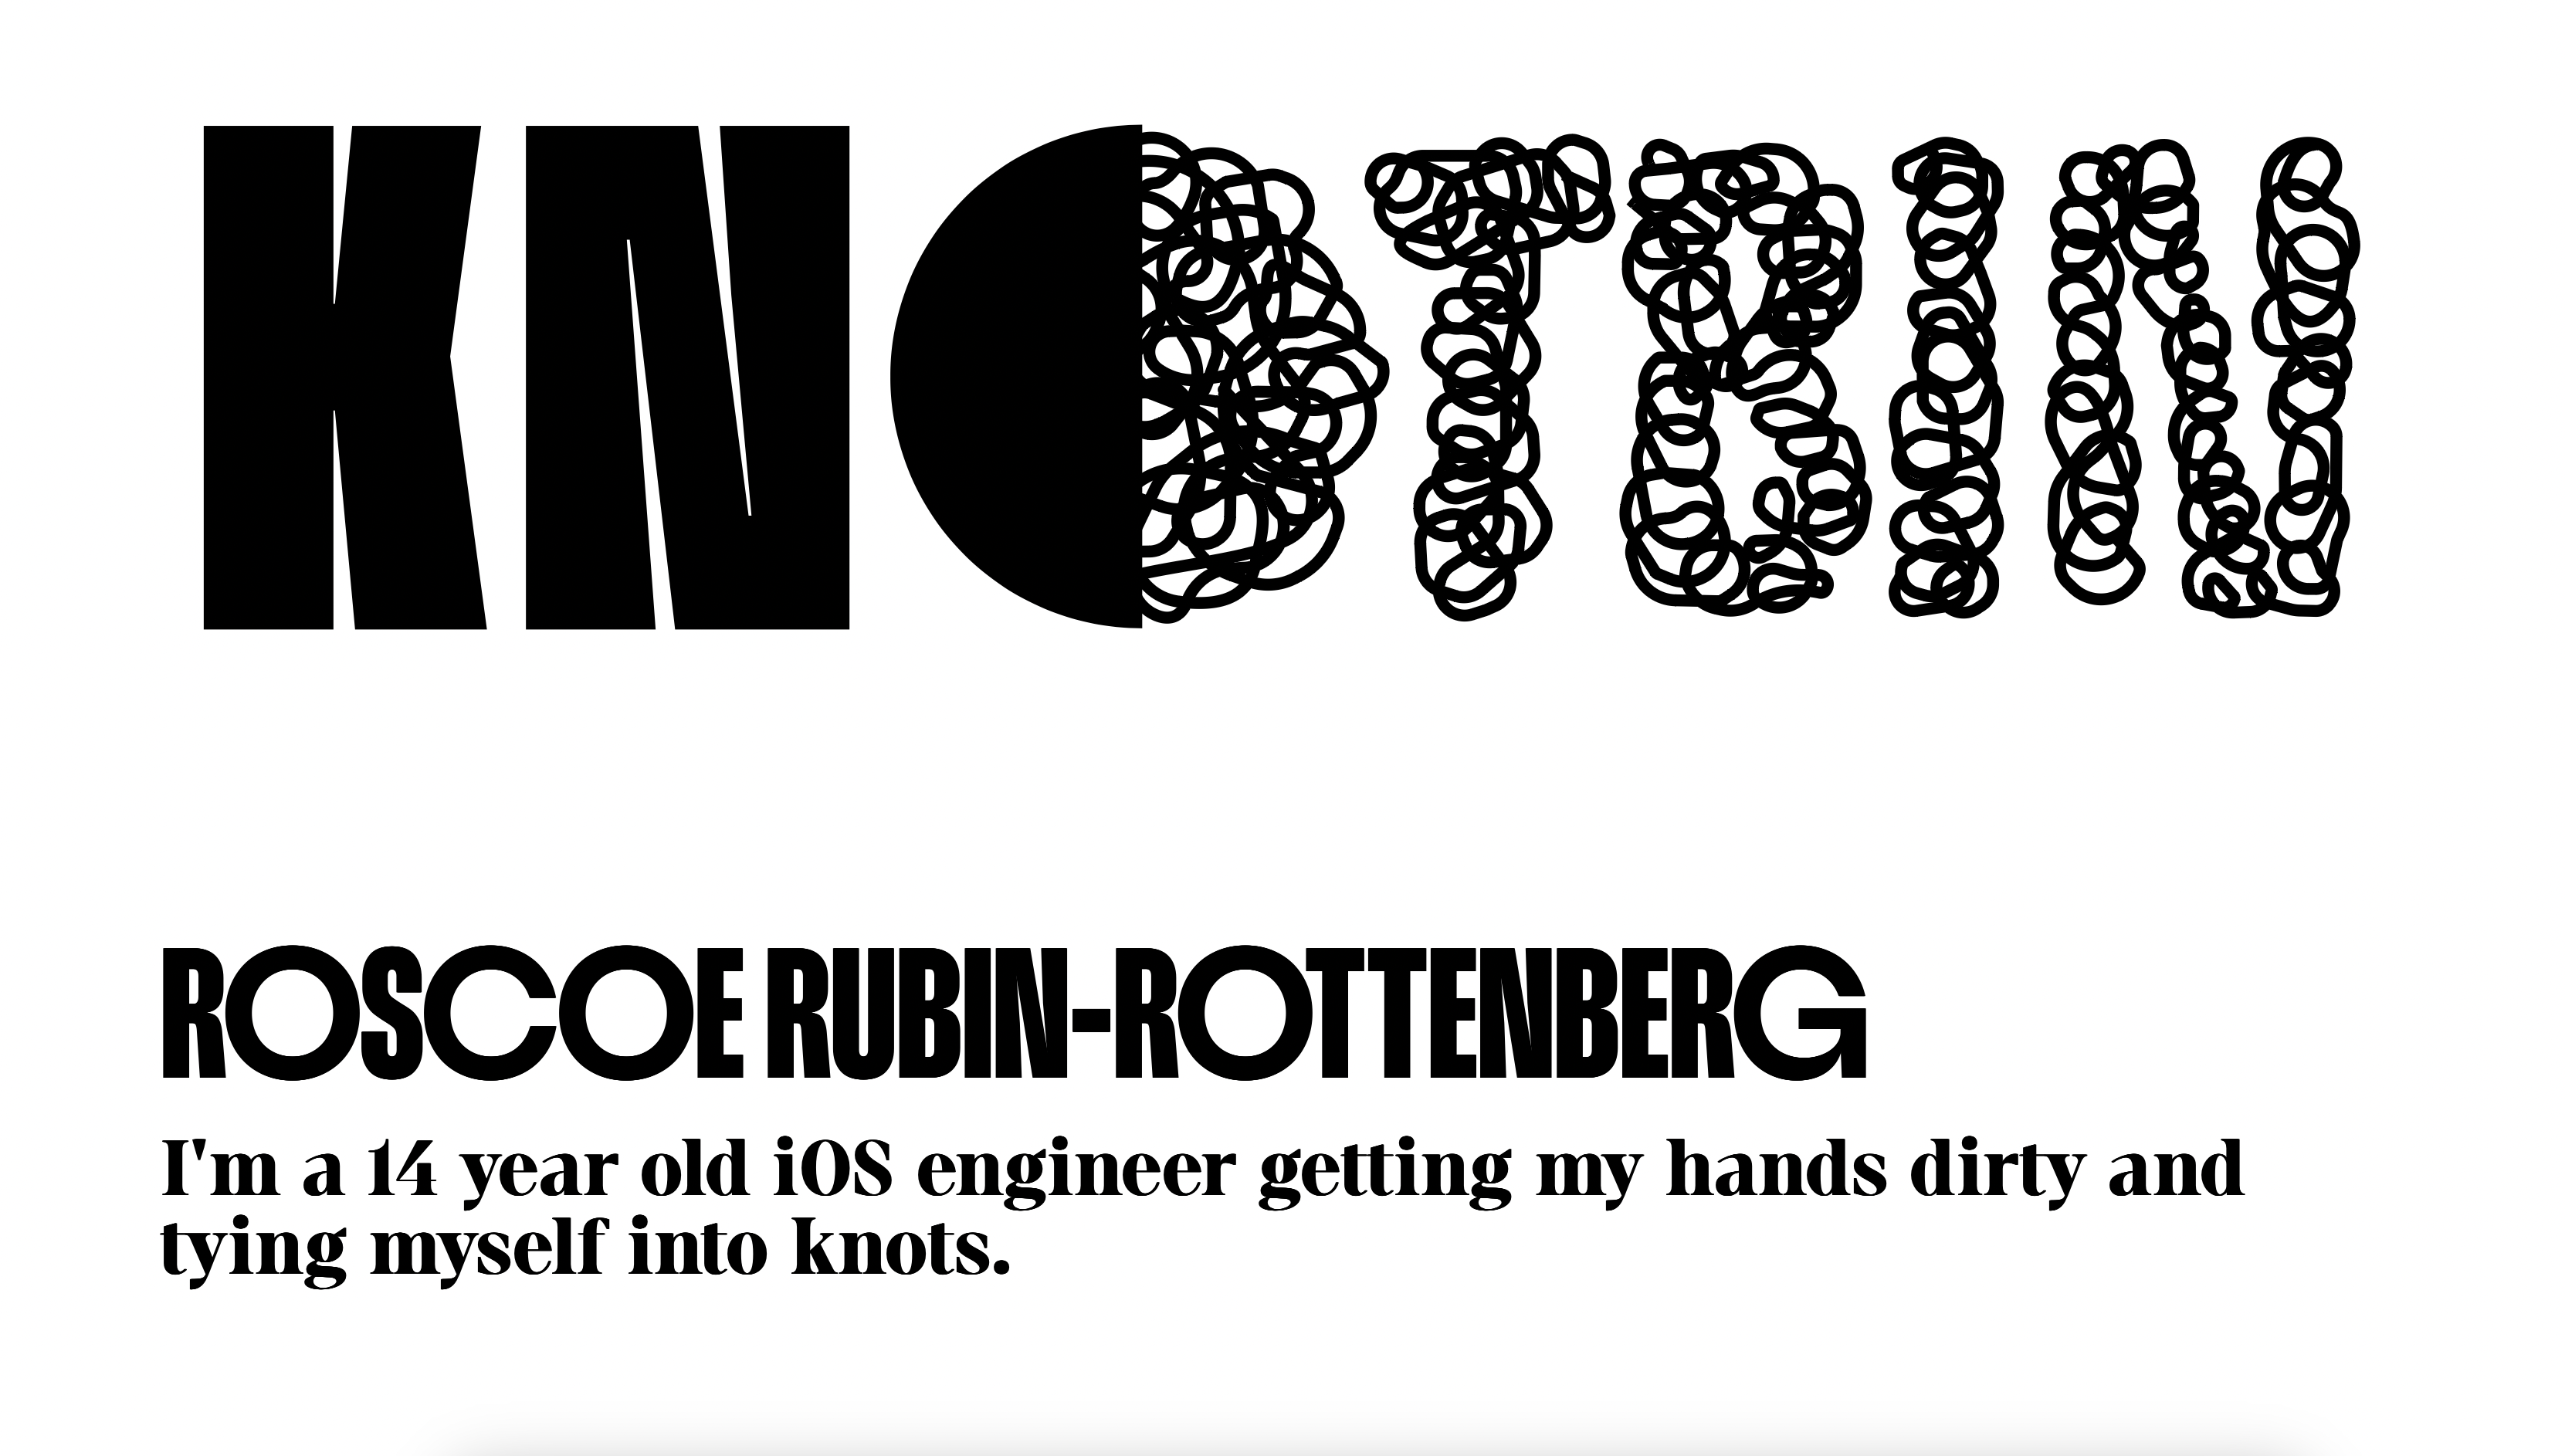 KNOTBIN
ROSCOE RUBIN-ROTTENBERG
I'm a 14 year old iOS engineer getting my hands dirty and
tying myself into knots.